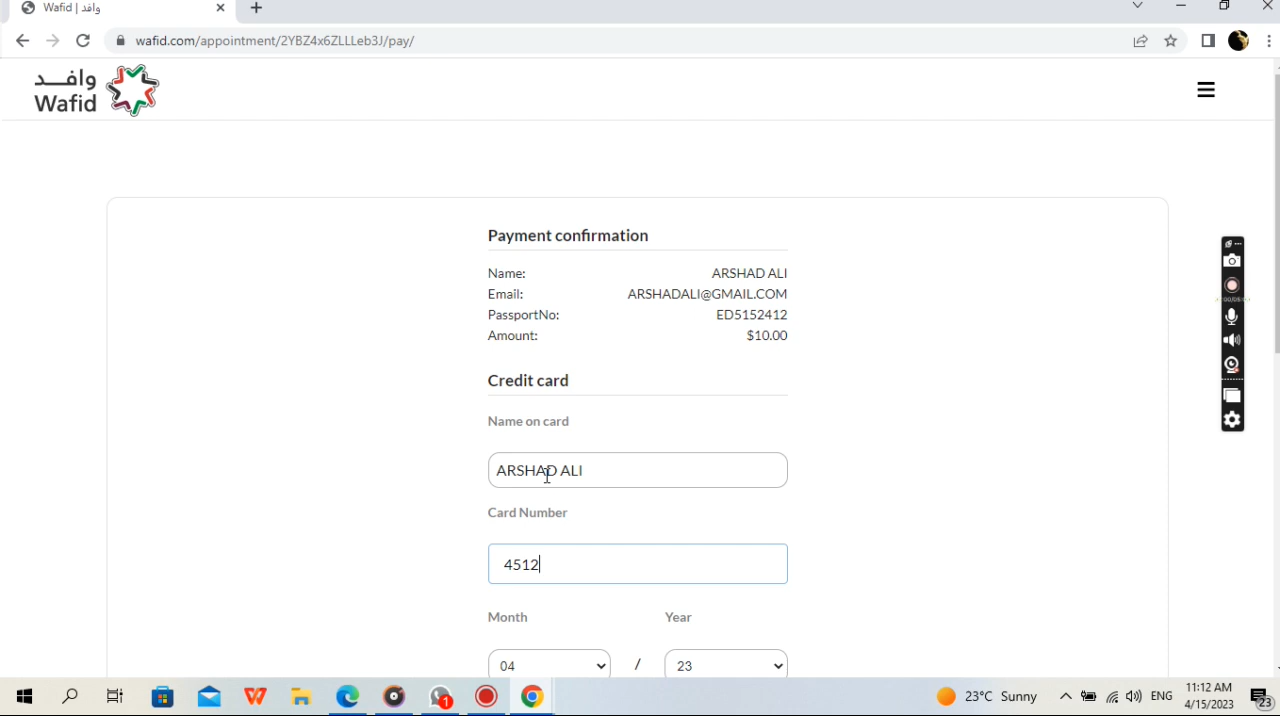 Wafid | وافد
wafid.com/appointment/2YBZ4x6ZLLLeb3J/pay/
وافــد
Wafid
Payment confirmation
Name: ARSHAD ALI
Email: ARSHADALI@GMAIL.COM
PassportNo: ED5152412
Amount: $10.00
Credit card
Name on card
ARSHAD ALI
Card Number
4512
Month Year
04 / 23
1
23°C Sunny
ENG
11:12 AM
4/15/2023
23